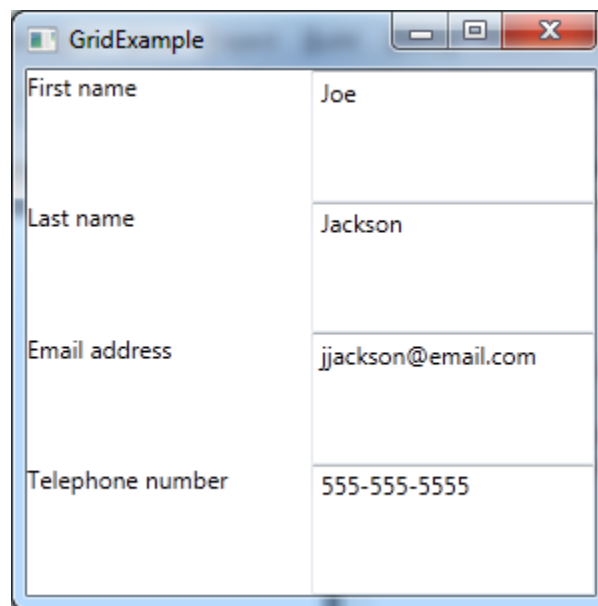 GridExample
First name Joe
Last name Jackson
Email address jjackson@email.com
Telephone number 555-555-5555